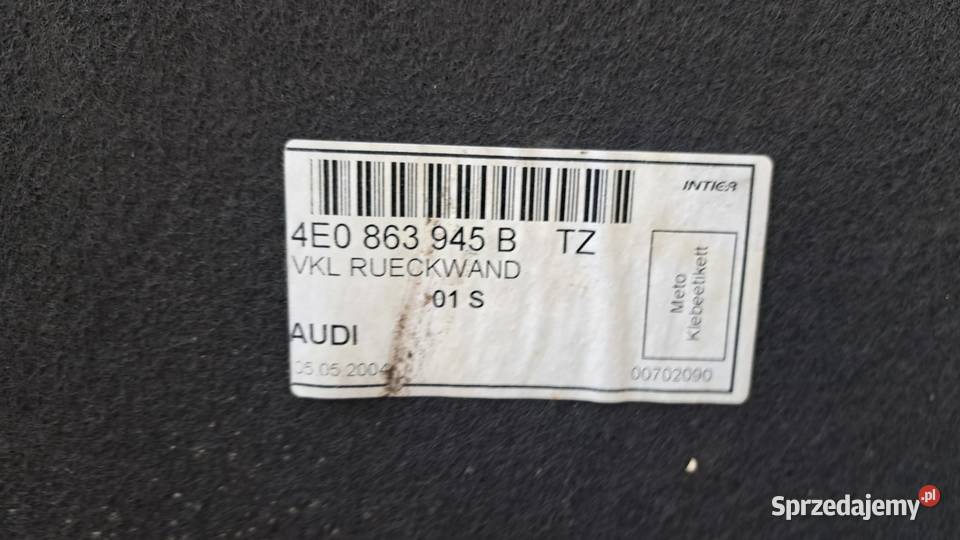 INTIER
4E0 863 945 B TZ
VKL RUECKWAND
01 S
AUDI
05.05.2004
00702090
Meto
Klebeetikett
Sprzedajemy.pl